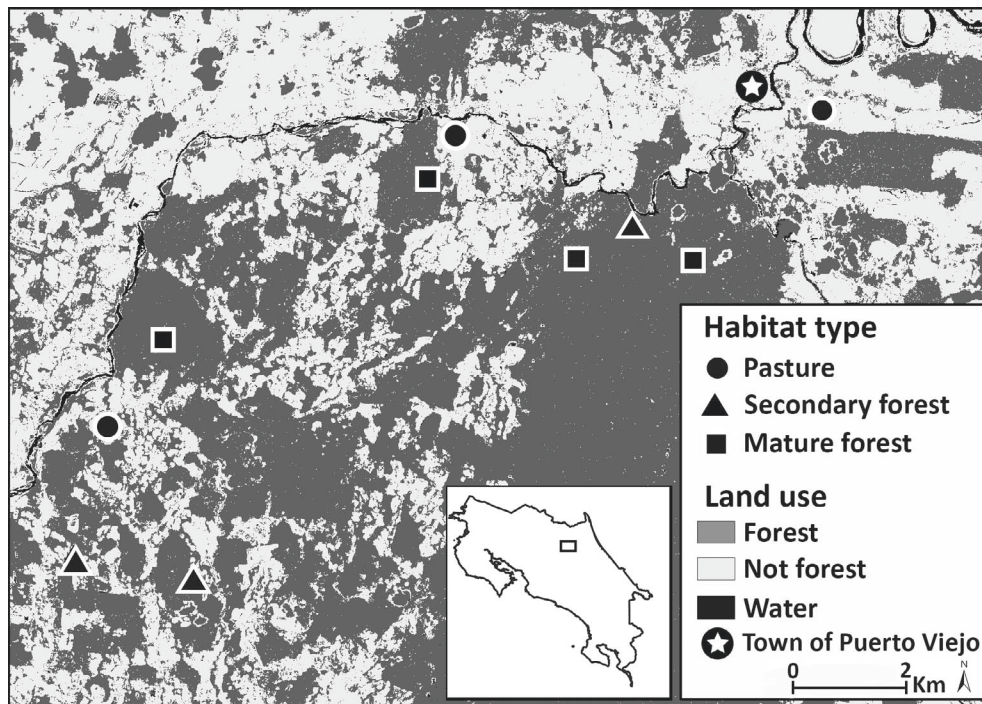 Habitat type
Pasture
Secondary forest
Mature forest
Land use
Forest
Not forest
Water
Town of Puerto Viejo
0 2
Km
N